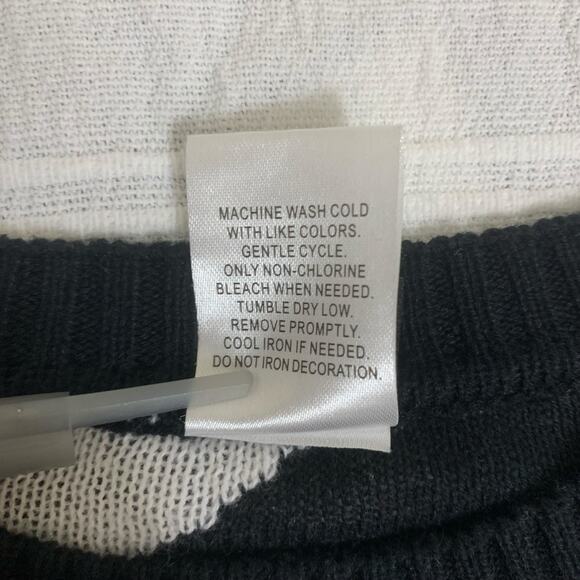 MACHINE WASH COLD
WITH LIKE COLORS.
GENTLE CYCLE.
ONLY NON-CHLORINE
BLEACH WHEN NEEDED.
TUMBLE DRY LOW.
REMOVE PROMPTLY.
COOL IRON IF NEEDED.
DO NOT IRON DECORATION.